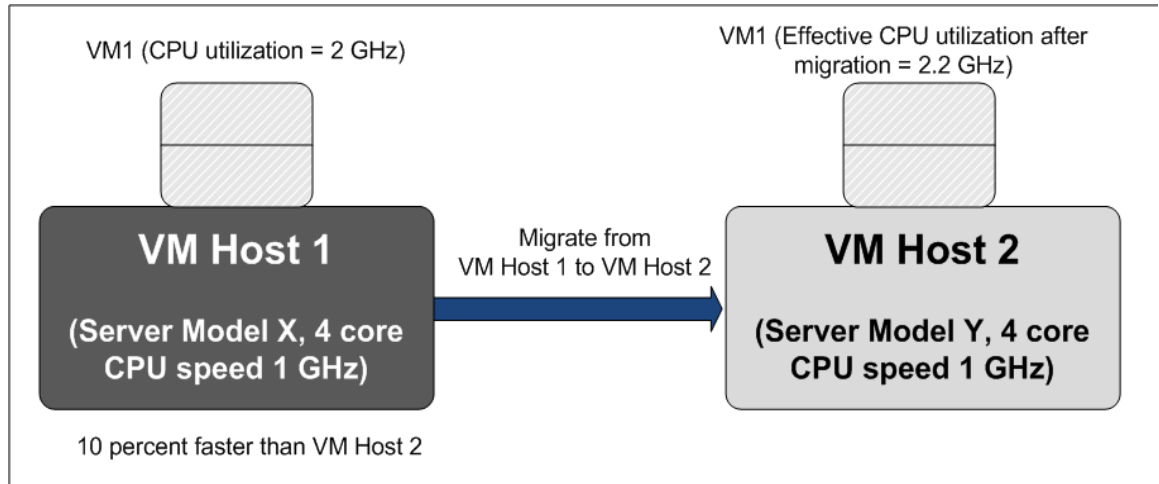 VM1 (CPU utilization = 2 GHz)
VM1 (Effective CPU utilization after
migration = 2.2 GHz)
VM Host 1
(Server Model X, 4 core
CPU speed 1 GHz)
Migrate from
VM Host 1 to VM Host 2
VM Host 2
(Server Model Y, 4 core
CPU speed 1 GHz)
10 percent faster than VM Host 2